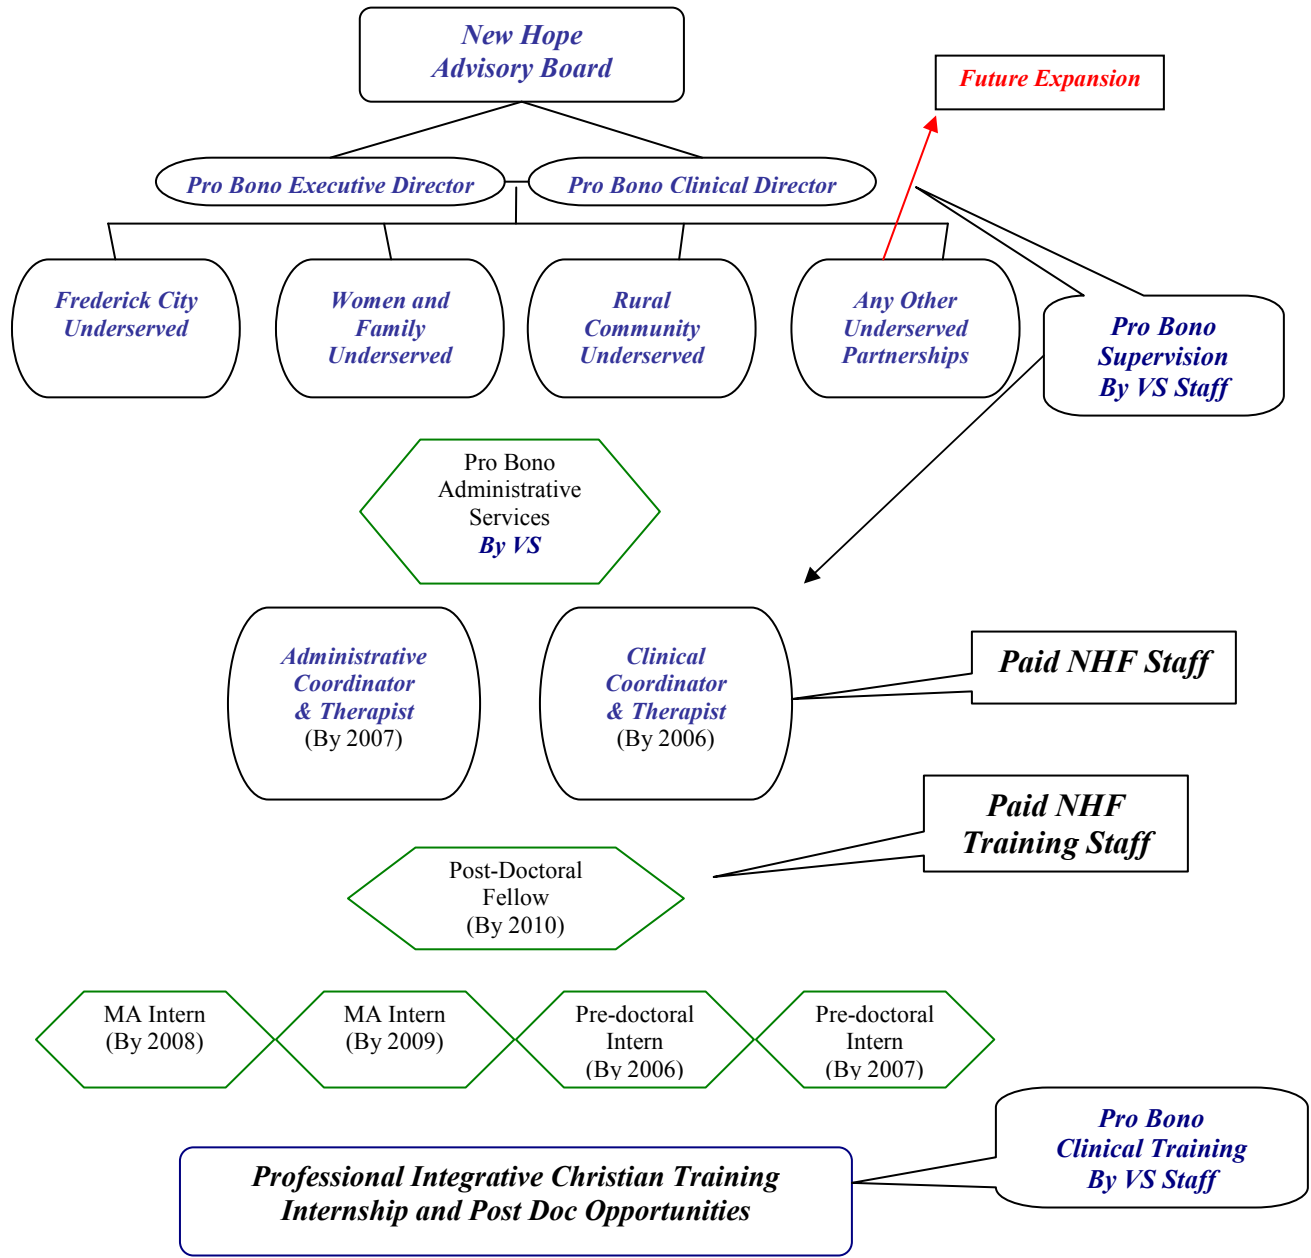 New Hope
Advisory Board
Future Expansion
Pro Bono Executive Director
Pro Bono Clinical Director
Frederick City
Underserved
Women and
Family
Underserved
Rural
Community
Underserved
Any Other
Underserved
Partnerships
Pro Bono
Supervision
By VS Staff
Pro Bono
Administrative
Services
By VS
Administrative
Coordinator
& Therapist
(By 2007)
Clinical
Coordinator
& Therapist
(By 2006)
Paid NHF Staff
Paid NHF
Training Staff
Post-Doctoral
Fellow
(By 2010)
MA Intern
(By 2008)
MA Intern
(By 2009)
Pre-doctoral
Intern
(By 2006)
Pre-doctoral
Intern
(By 2007)
Pro Bono
Clinical Training
By VS Staff
Professional Integrative Christian Training
Internship and Post Doc Opportunities